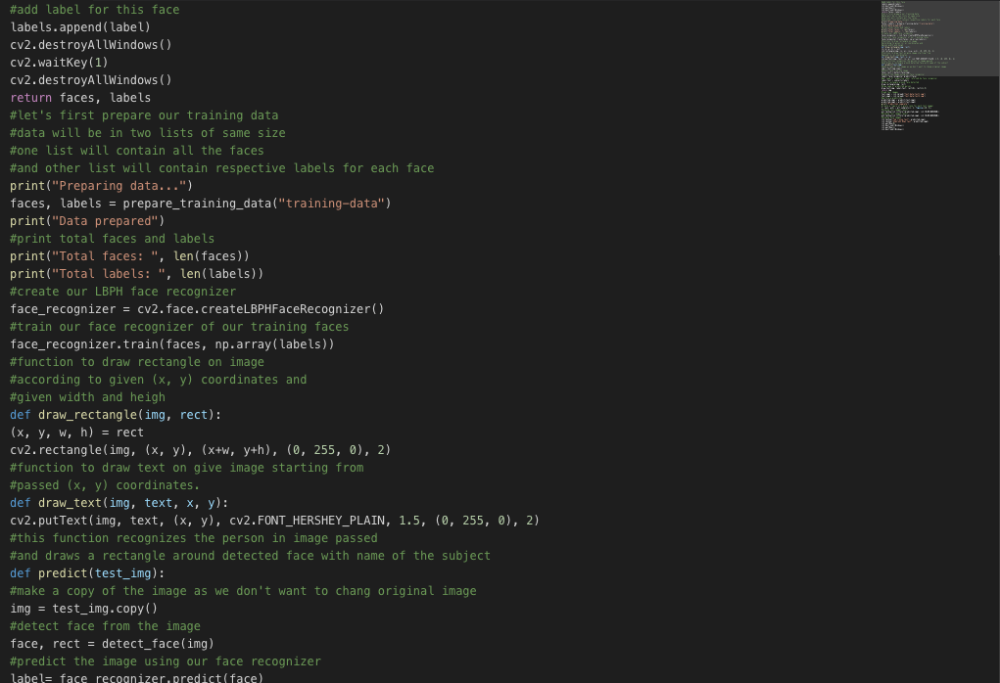 #add label for this face
labels.append(label)
cv2.destroyAllWindows()
cv2.waitKey(1)
cv2.destroyAllWindows()
return faces, labels
#let's first prepare our training data
#data will be in two lists of same size
#one list will contain all the faces
#and other list will contain respective labels for each face
print("Preparing data...")
faces, labels = prepare_training_data("training-data")
print("Data prepared")
#print total faces and labels
print("Total faces: ", len(faces))
print("Total labels: ", len(labels))
#create our LBPH face recognizer
face_recognizer = cv2.face.createLBPHFaceRecognizer()
#train our face recognizer of our training faces
face_recognizer.train(faces, np.array(labels))
#function to draw rectangle on image
#according to given (x, y) coordinates and
#given width and heigh
def draw_rectangle(img, rect):
(x, y, w, h) = rect
cv2.rectangle(img, (x, y), (x+w, y+h), (0, 255, 0), 2)
#function to draw text on give image starting from
#passed (x, y) coordinates.
def draw_text(img, text, x, y):
cv2.putText(img, text, (x, y), cv2.FONT_HERSHEY_PLAIN, 1.5, (0, 255, 0), 2)
#this function recognizes the person in image passed
#and draws a rectangle around detected face with name of the subject
def predict(test_img):
#make a copy of the image as we don't want to chang original image
img = test_img.copy()
#detect face from the image
face, rect = detect_face(img)
#predict the image using our face recognizer
label= face_recognizer.predict(face)